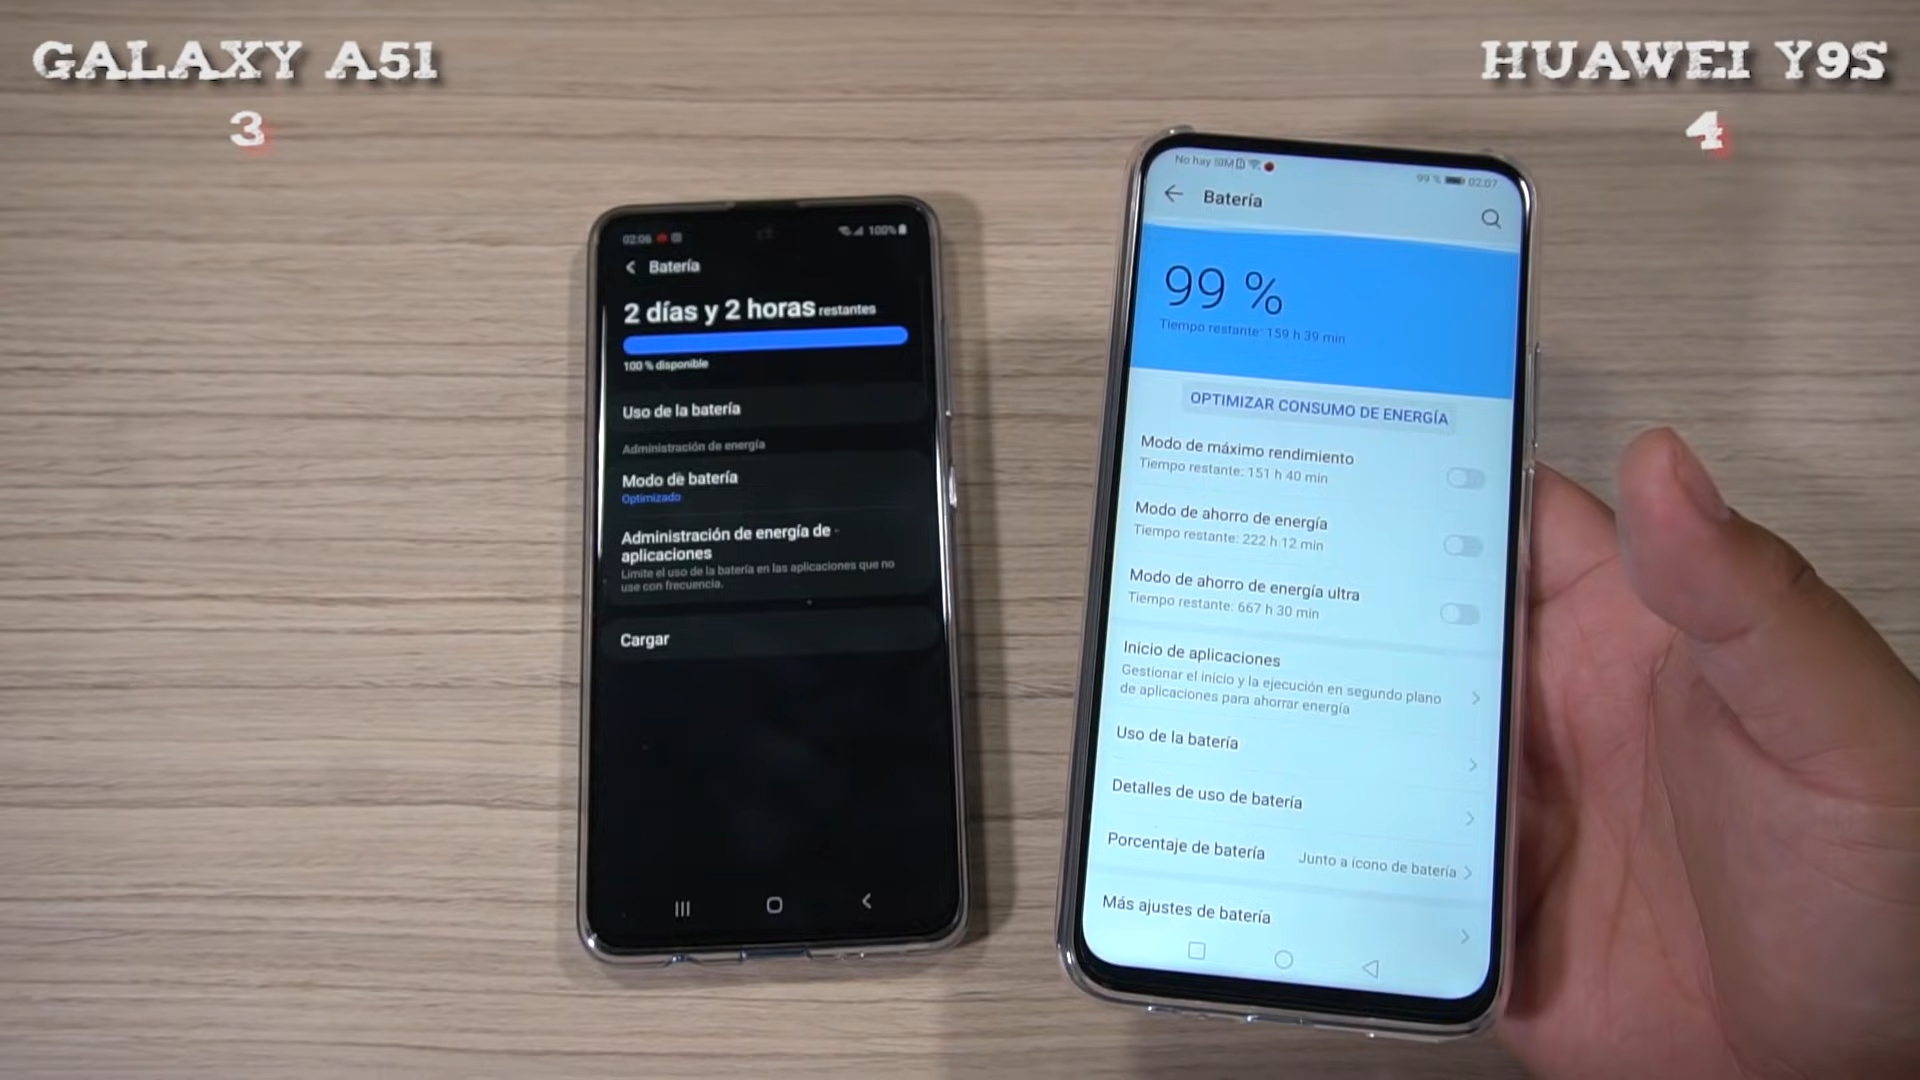 GALAXY A51
3
HUAWEI Y9S
4
02:06
100%
Batería
2 días y 2 horas restantes
100 % disponible
Uso de la batería
Administración de energía
Modo de batería
Optimizado
Administración de energía de
aplicaciones
Limite el uso de la batería en las aplicaciones que no
use con frecuencia.
Cargar
No hay SIM
99 % 02:07
Batería
99 %
Tiempo restante: 159 h 39 min
OPTIMIZAR CONSUMO DE ENERGÍA
Modo de máximo rendimiento
Tiempo restante: 151 h 40 min
Modo de ahorro de energía
Tiempo restante: 222 h 12 min
Modo de ahorro de energía ultra
Tiempo restante: 667 h 30 min
Inicio de aplicaciones
Gestionar el inicio y la ejecución en segundo plano
de aplicaciones para ahorrar energía
Uso de la batería
Detalles de uso de batería
Porcentaje de batería Junto a ícono de batería
Más ajustes de batería